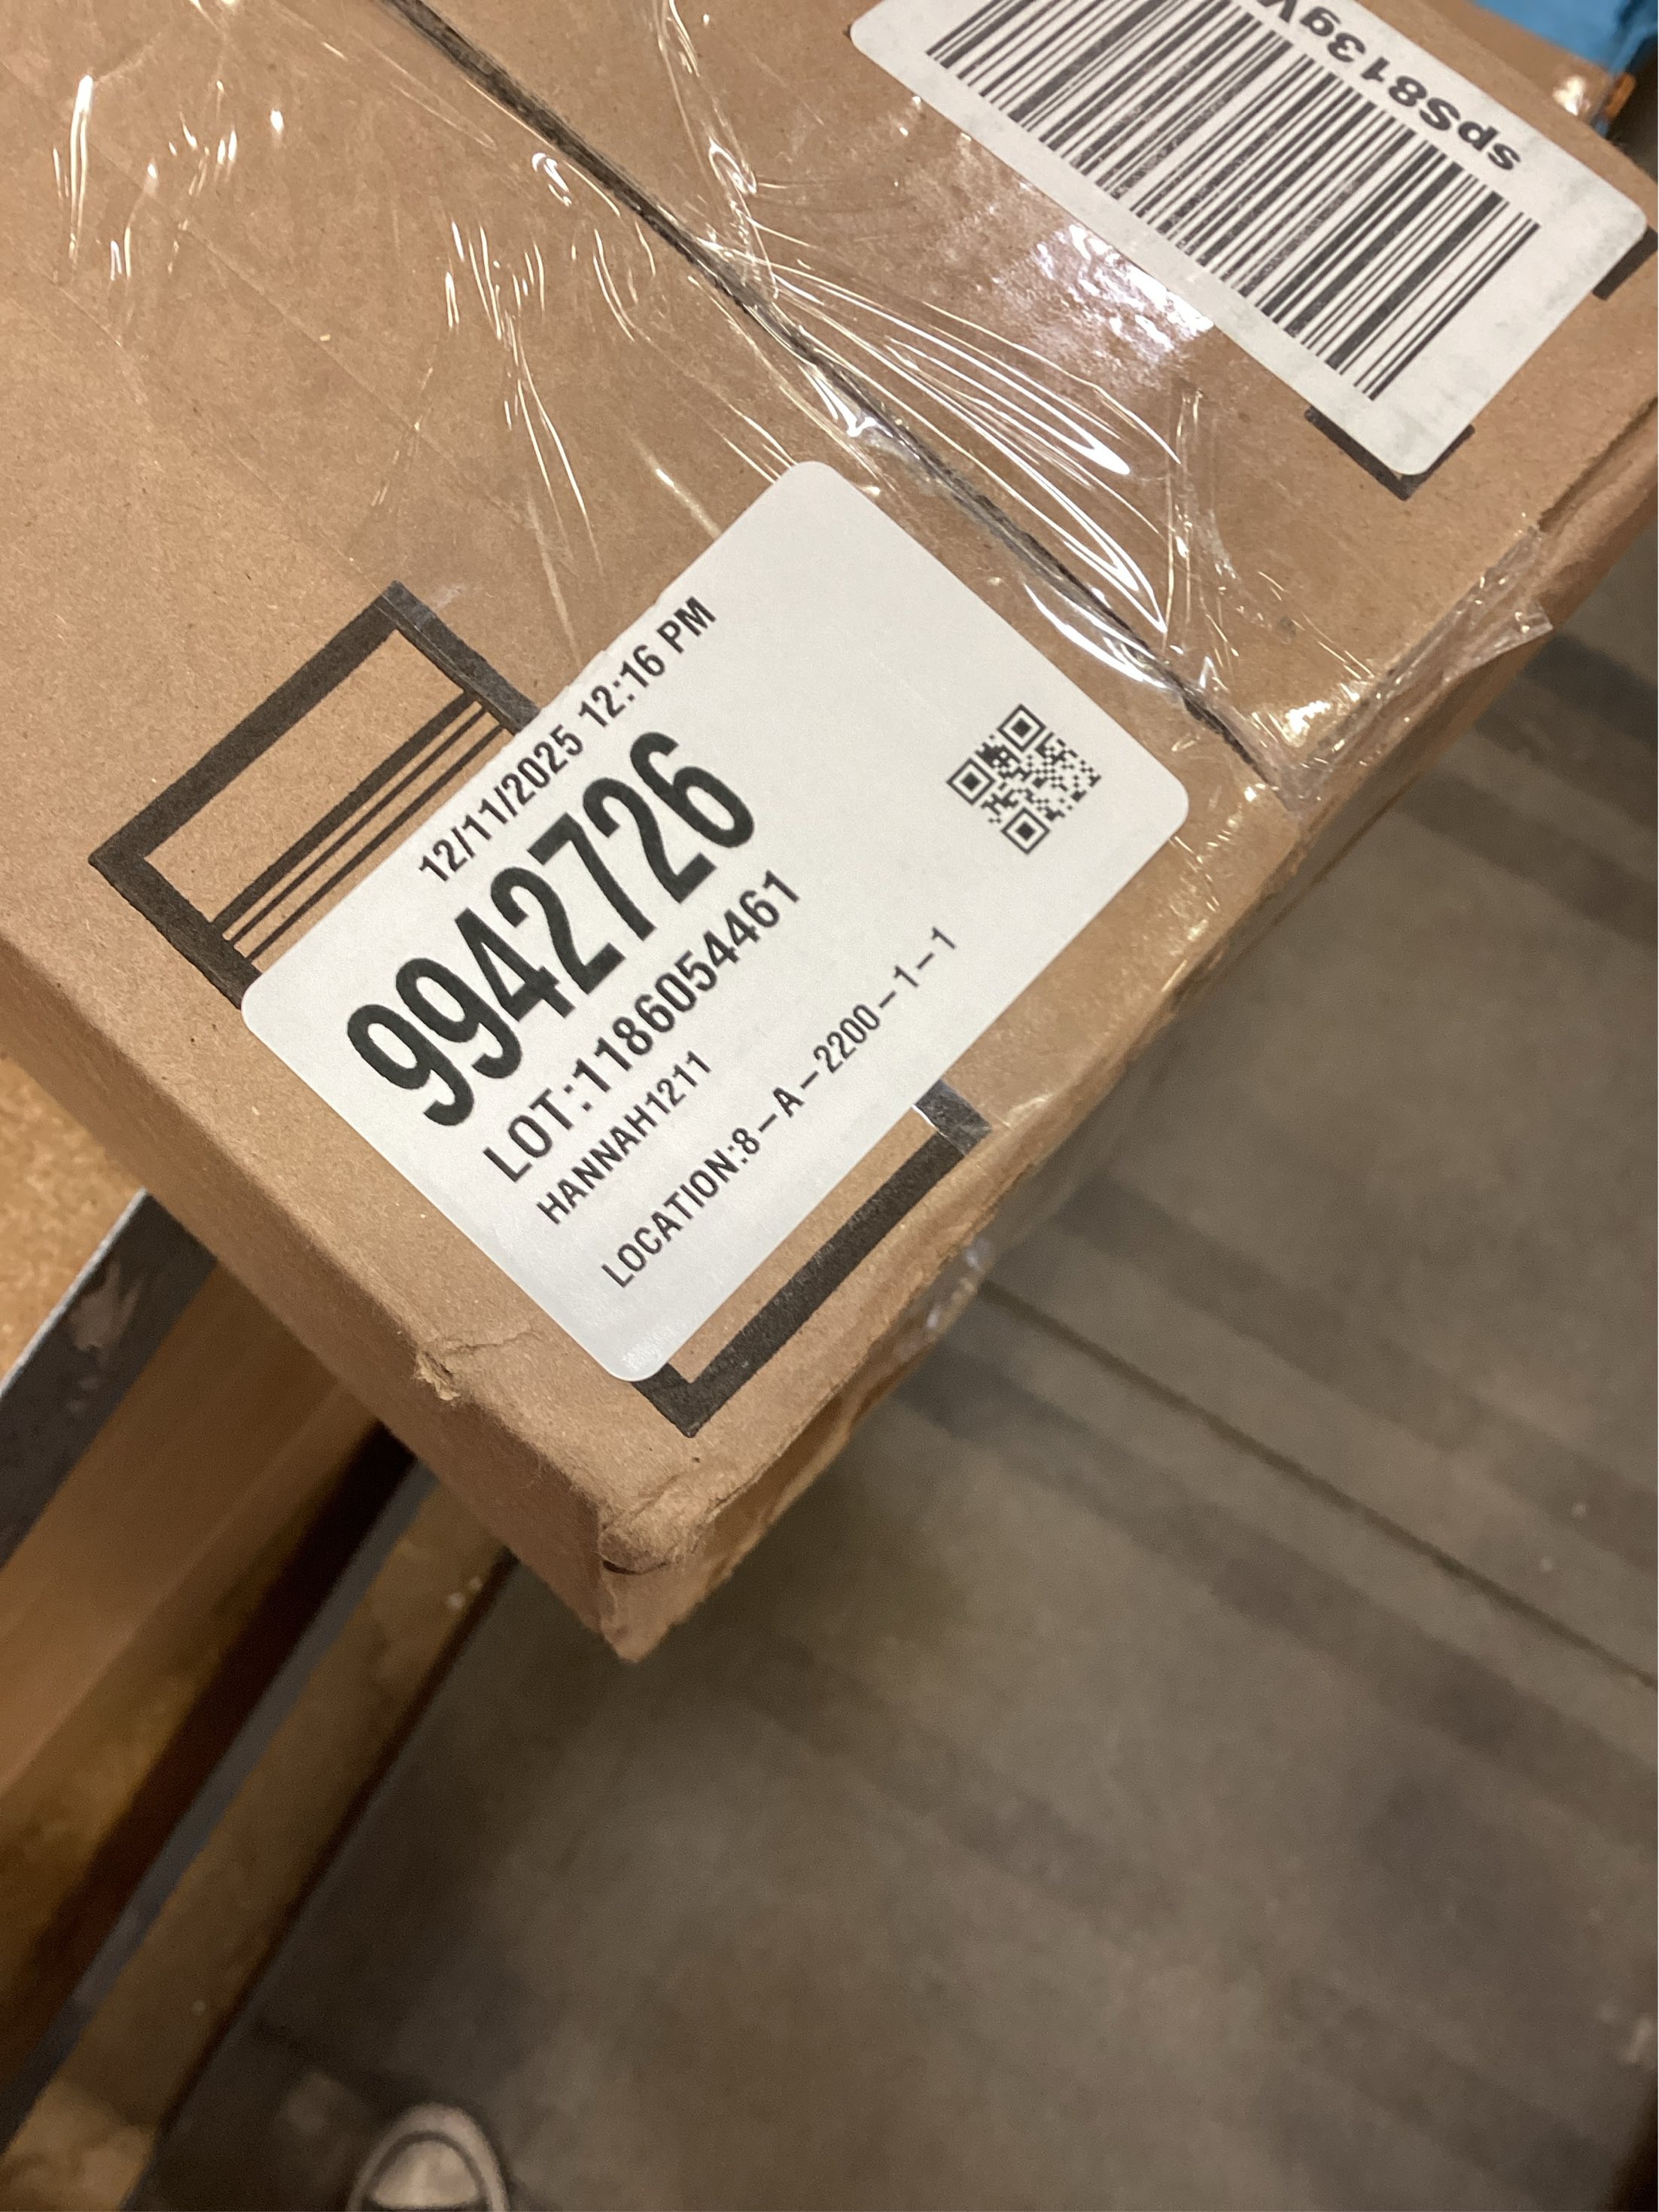 spS813gV
12/11/2025 12:16 PM
9942726
LOT:1186054461
HANNAH1211
LOCATION:8-A-2200-1-1